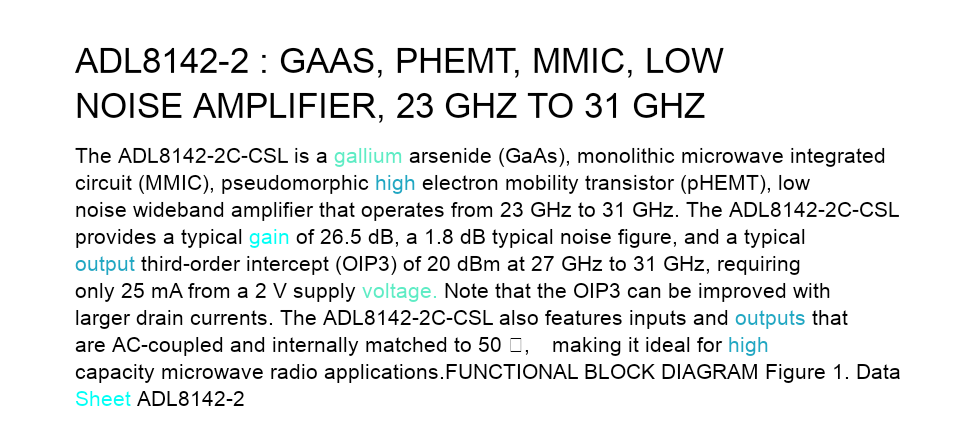 ADL8142-2 : GAAS, PHEMT, MMIC, LOW
NOISE AMPLIFIER, 23 GHZ TO 31 GHZ
The ADL8142-2C-CSL is a gallium arsenide (GaAs), monolithic microwave integrated
circuit (MMIC), pseudomorphic high electron mobility transistor (pHEMT), low
noise wideband amplifier that operates from 23 GHz to 31 GHz. The ADL8142-2C-CSL
provides a typical gain of 26.5 dB, a 1.8 dB typical noise figure, and a typical
output third-order intercept (OIP3) of 20 dBm at 27 GHz to 31 GHz, requiring
only 25 mA from a 2 V supply voltage. Note that the OIP3 can be improved with
larger drain currents. The ADL8142-2C-CSL also features inputs and outputs that
are AC-coupled and internally matched to 50 □, making it ideal for high
capacity microwave radio applications.FUNCTIONAL BLOCK DIAGRAM Figure 1. Data
Sheet ADL8142-2